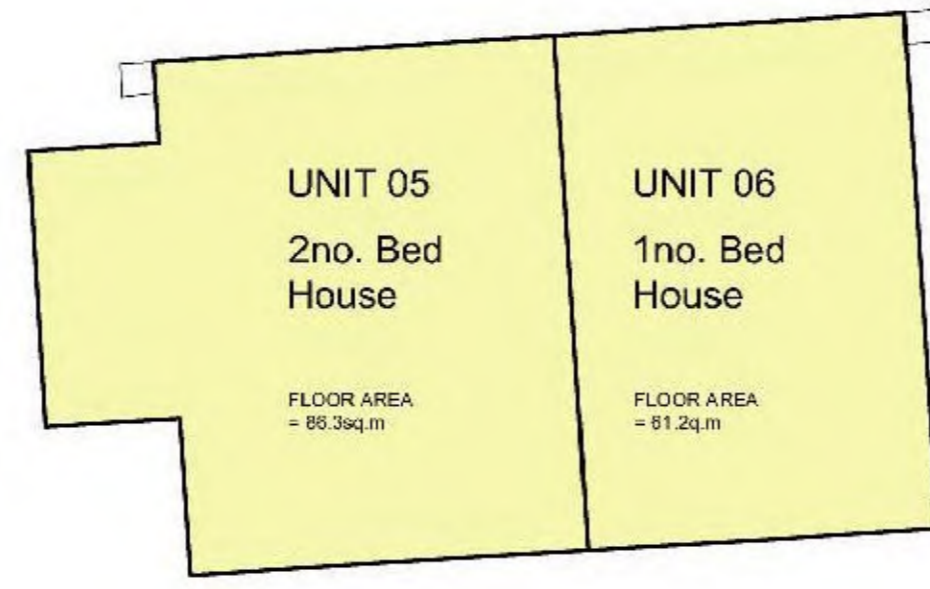 UNIT 05
2no. Bed
House
FLOOR AREA
= 86.3sq.m
UNIT 06
1no. Bed
House
FLOOR AREA
= 61.2q.m